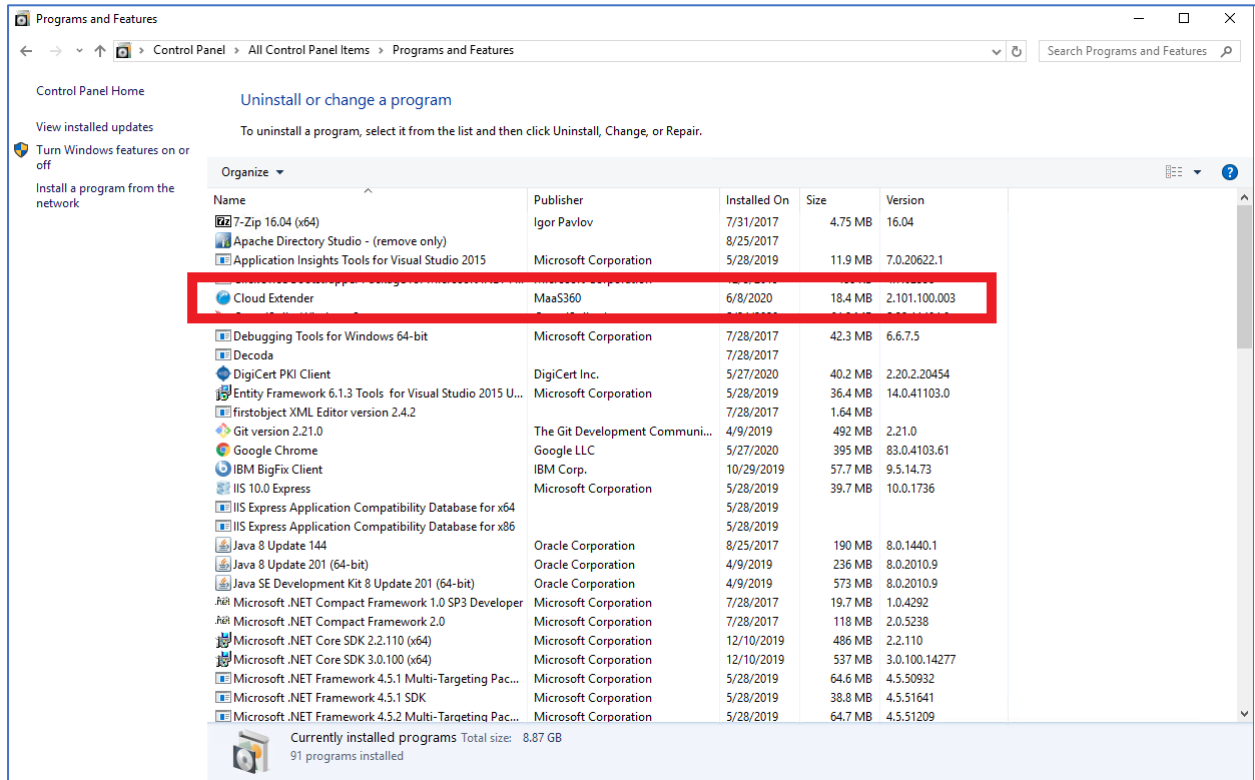 Programs and Features
Control Panel > All Control Panel Items > Programs and Features
Search Programs and Features
Control Panel Home
View installed updates
Turn Windows features on or off
Install a program from the network
Uninstall or change a program
To uninstall a program, select it from the list and then click Uninstall, Change, or Repair.
Organize
Name Publisher Installed On Size Version
7-Zip 16.04 (x64) Igor Pavlov 7/31/2017 4.75 MB 16.04
Apache Directory Studio - (remove only) 8/25/2017
Application Insights Tools for Visual Studio 2015 Microsoft Corporation 5/28/2019 11.9 MB 7.0.20622.1
Cloud Extender MaaS360 6/8/2020 18.4 MB 2.101.100.003
Debugging Tools for Windows 64-bit Microsoft Corporation 7/28/2017 42.3 MB 6.6.7.5
Decoda 7/28/2017
DigiCert PKI Client DigiCert Inc. 5/27/2020 40.2 MB 2.20.2.20454
Entity Framework 6.1.3 Tools for Visual Studio 2015 U... Microsoft Corporation 5/28/2019 36.4 MB 14.0.41103.0
firstobject XML Editor version 2.4.2 7/28/2017 1.64 MB
Git version 2.21.0 The Git Development Communi... 4/9/2019 492 MB 2.21.0
Google Chrome Google LLC 5/27/2020 395 MB 83.0.4103.61
IBM BigFix Client IBM Corp. 10/29/2019 57.7 MB 9.5.14.73
IIS 10.0 Express Microsoft Corporation 5/28/2019 39.7 MB 10.0.1736
IIS Express Application Compatibility Database for x64 5/28/2019
IIS Express Application Compatibility Database for x86 5/28/2019
Java 8 Update 144 Oracle Corporation 8/25/2017 190 MB 8.0.1440.1
Java 8 Update 201 (64-bit) Oracle Corporation 4/9/2019 236 MB 8.0.2010.9
Java SE Development Kit 8 Update 201 (64-bit) Oracle Corporation 4/9/2019 573 MB 8.0.2010.9
Microsoft .NET Compact Framework 1.0 SP3 Developer Microsoft Corporation 7/28/2017 19.7 MB 1.0.4292
Microsoft .NET Compact Framework 2.0 Microsoft Corporation 7/28/2017 118 MB 2.0.5238
Microsoft .NET Core SDK 2.2.110 (x64) Microsoft Corporation 12/10/2019 486 MB 2.2.110
Microsoft .NET Core SDK 3.0.100 (x64) Microsoft Corporation 12/10/2019 537 MB 3.0.100.14277
Microsoft .NET Framework 4.5.1 Multi-Targeting Pac... Microsoft Corporation 5/28/2019 64.6 MB 4.5.50932
Microsoft .NET Framework 4.5.1 SDK Microsoft Corporation 5/28/2019 38.8 MB 4.5.51641
Microsoft .NET Framework 4.5.2 Multi-Targeting Pac... Microsoft Corporation 5/28/2019 64.7 MB 4.5.51209
Currently installed programs Total size: 8.87 GB
91 programs installed